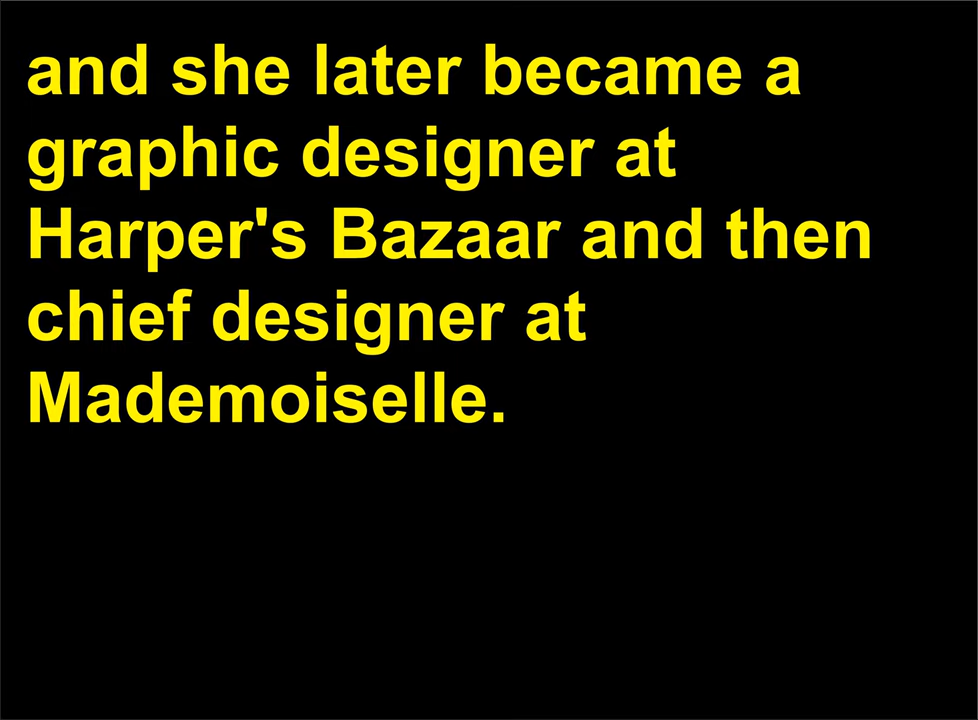 and she later became a
graphic designer at
Harper's Bazaar and then
chief designer at
Mademoiselle.